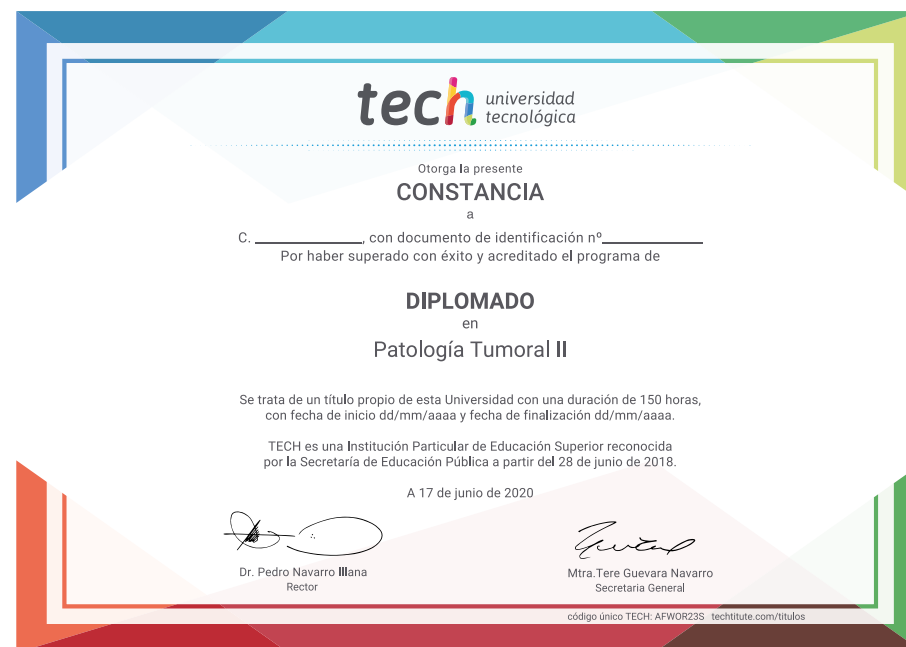 tech universidad
tecnológica
Otorga la presente
CONSTANCIA
a
C. ______________, con documento de identificación nº_____________
Por haber superado con éxito y acreditado el programa de
DIPLOMADO
en
Patología Tumoral II
Se trata de un título propio de esta Universidad con una duración de 150 horas,
con fecha de inicio dd/mm/aaaa y fecha de finalización dd/mm/aaaa.
TECH es una Institución Particular de Educación Superior reconocida
por la Secretaría de Educación Pública a partir del 28 de junio de 2018.
A 17 de junio de 2020
Dr. Pedro Navarro Illana
Rector
Mtra.Tere Guevara Navarro
Secretaria General
código único TECH: AFWOR23S techtitute.com/titulos